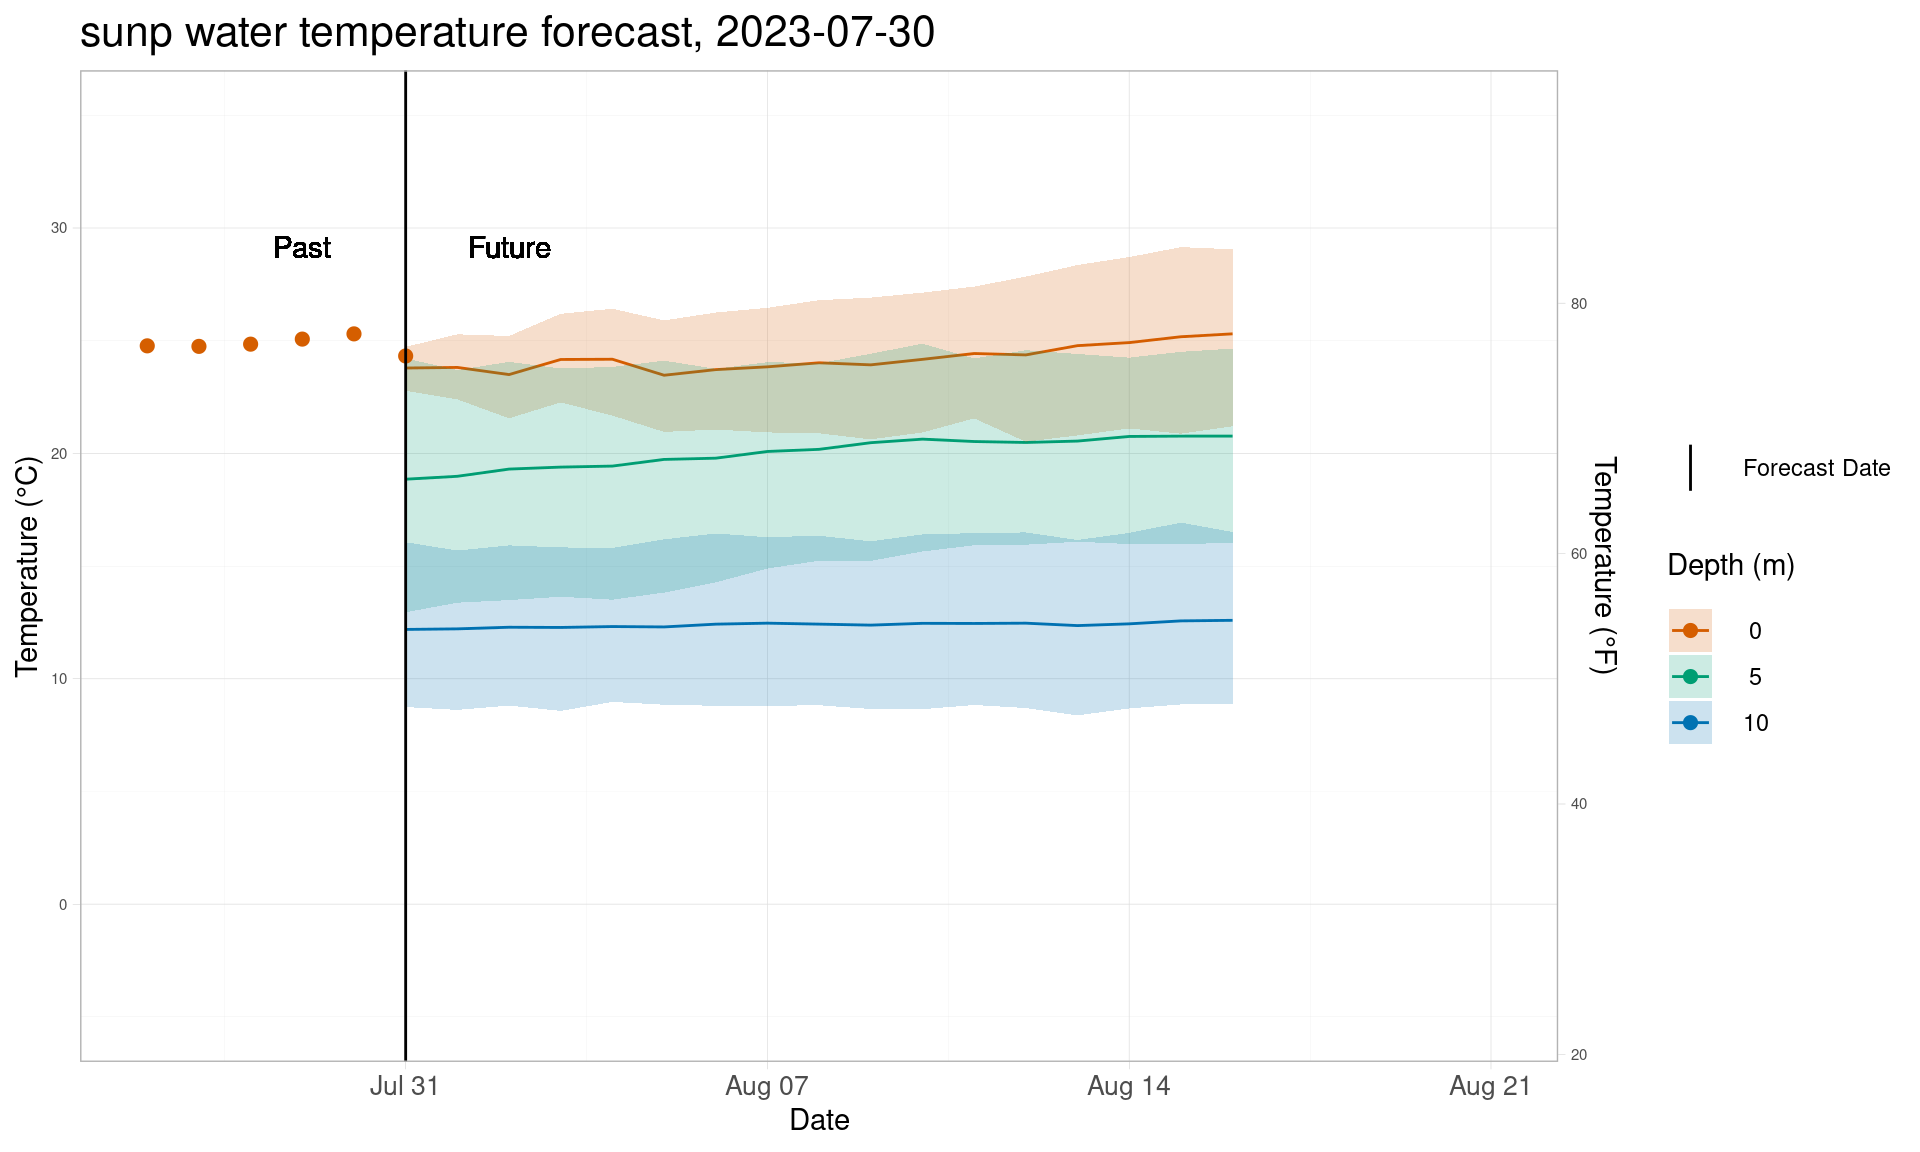 sunp water temperature forecast, 2023-07-30
Past
Future
30
20
10
0
Temperature (°C)
80
60
40
20
Temperature (°F)
Jul 31
Aug 07
Aug 14
Aug 21
Date
Forecast Date
Depth (m)
0
5
10